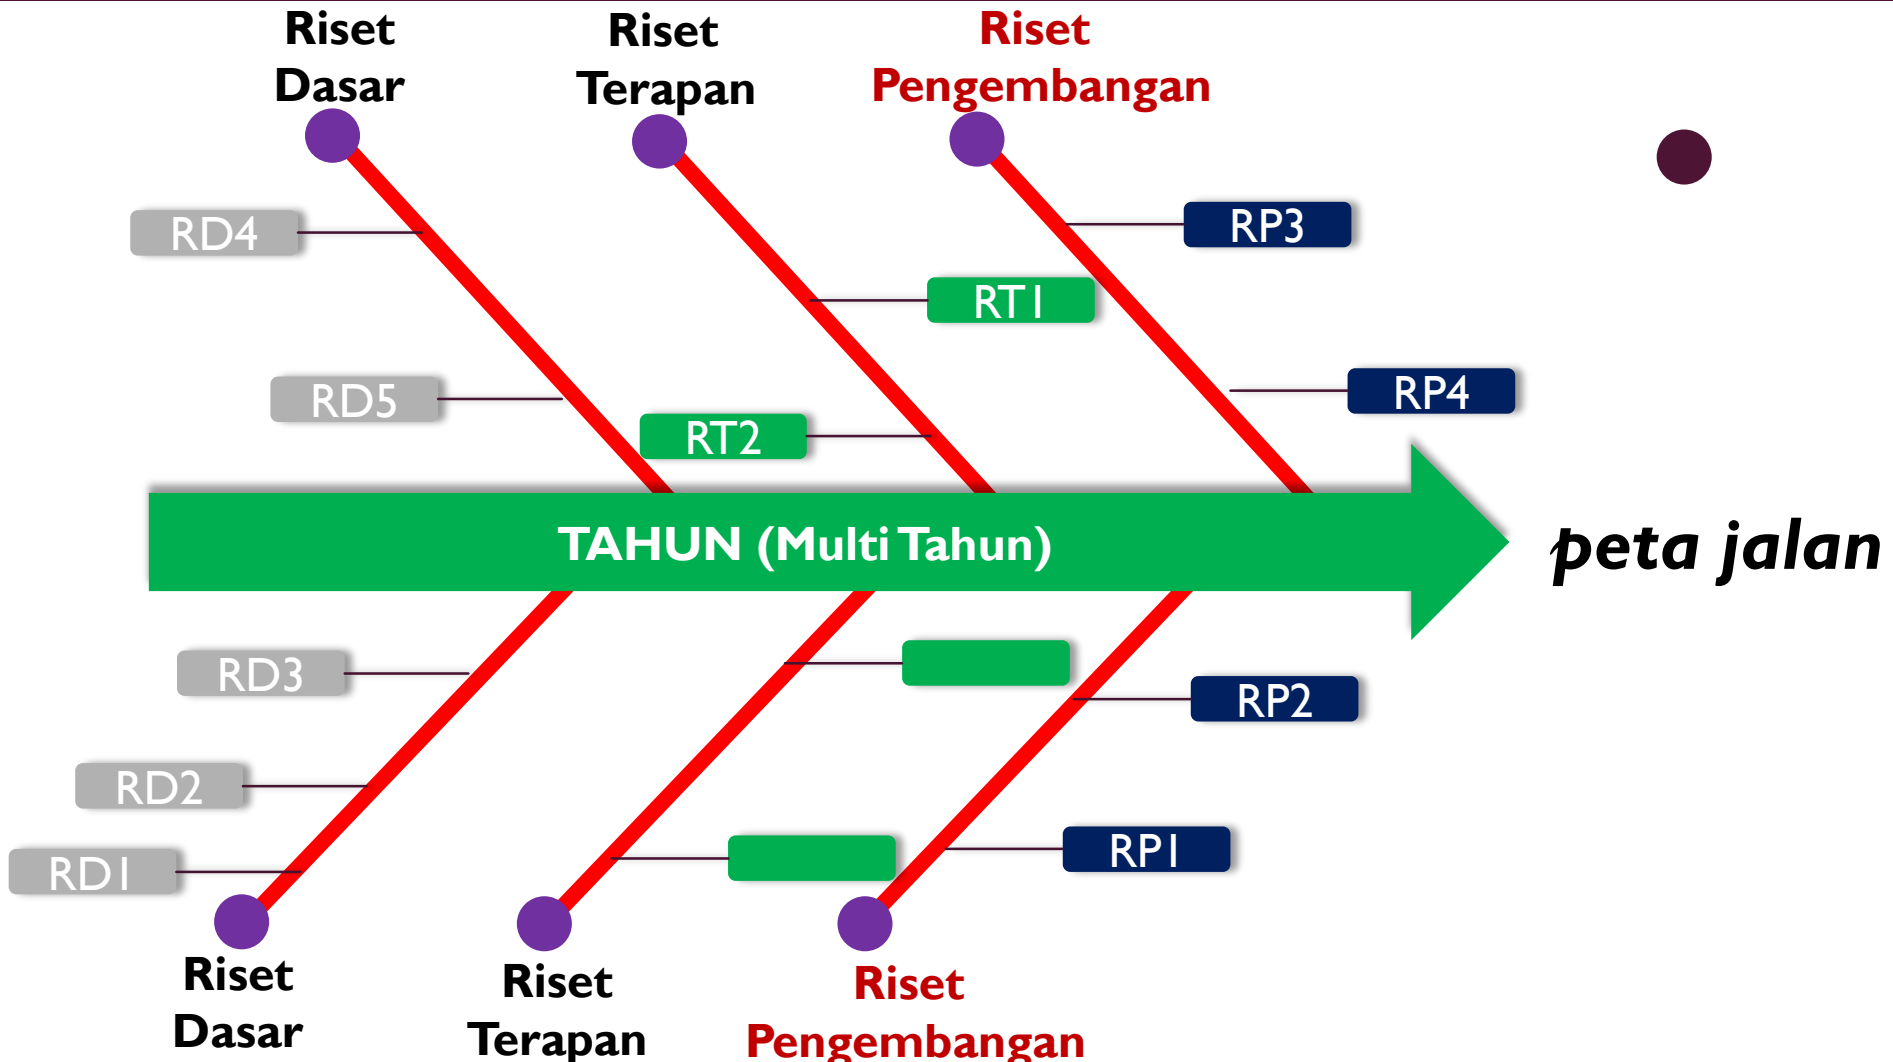 Riset
Dasar
Riset
Terapan
Riset
Pengembangan
RD4
RP3
RT1
RD5
RP4
RT2
TAHUN (Multi Tahun)
peta jalan
RD3
RP2
RD2
RP1
RD1
Riset
Dasar
Riset
Terapan
Riset
Pengembangan